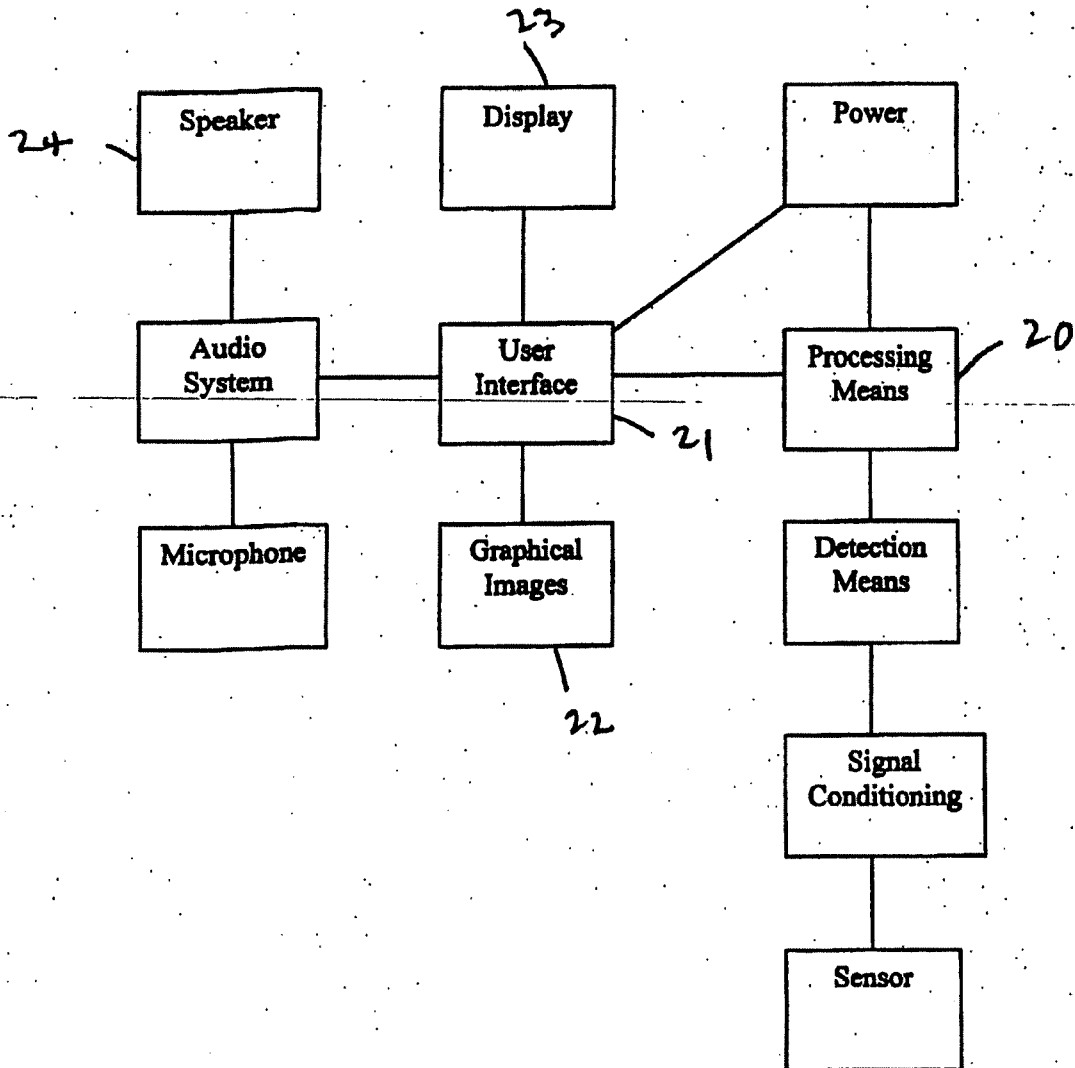 23
24
Speaker
Display
Power
Audio
System
User
Interface
Processing
Means
20
21
Microphone
Graphical
Images
Detection
Means
22
Signal
Conditioning
Sensor